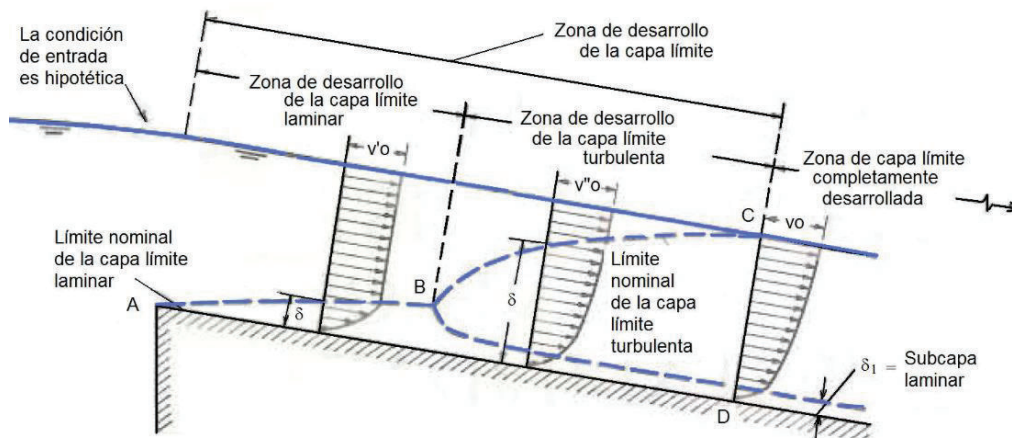 Zona de desarrollo
de la capa límite
La condición
de entrada
es hipotética
Zona de desarrollo
de la capa límite
laminar
Zona de desarrollo
de la capa límite
turbulenta
Zona de capa límite
completamente
desarrollada
v'o
v"o
C
vo
Límite nominal
de la capa límite
laminar
A
B
δ
δ
Límite
nominal
de la capa
límite
turbulenta
δ1 = Subcapa
laminar
D